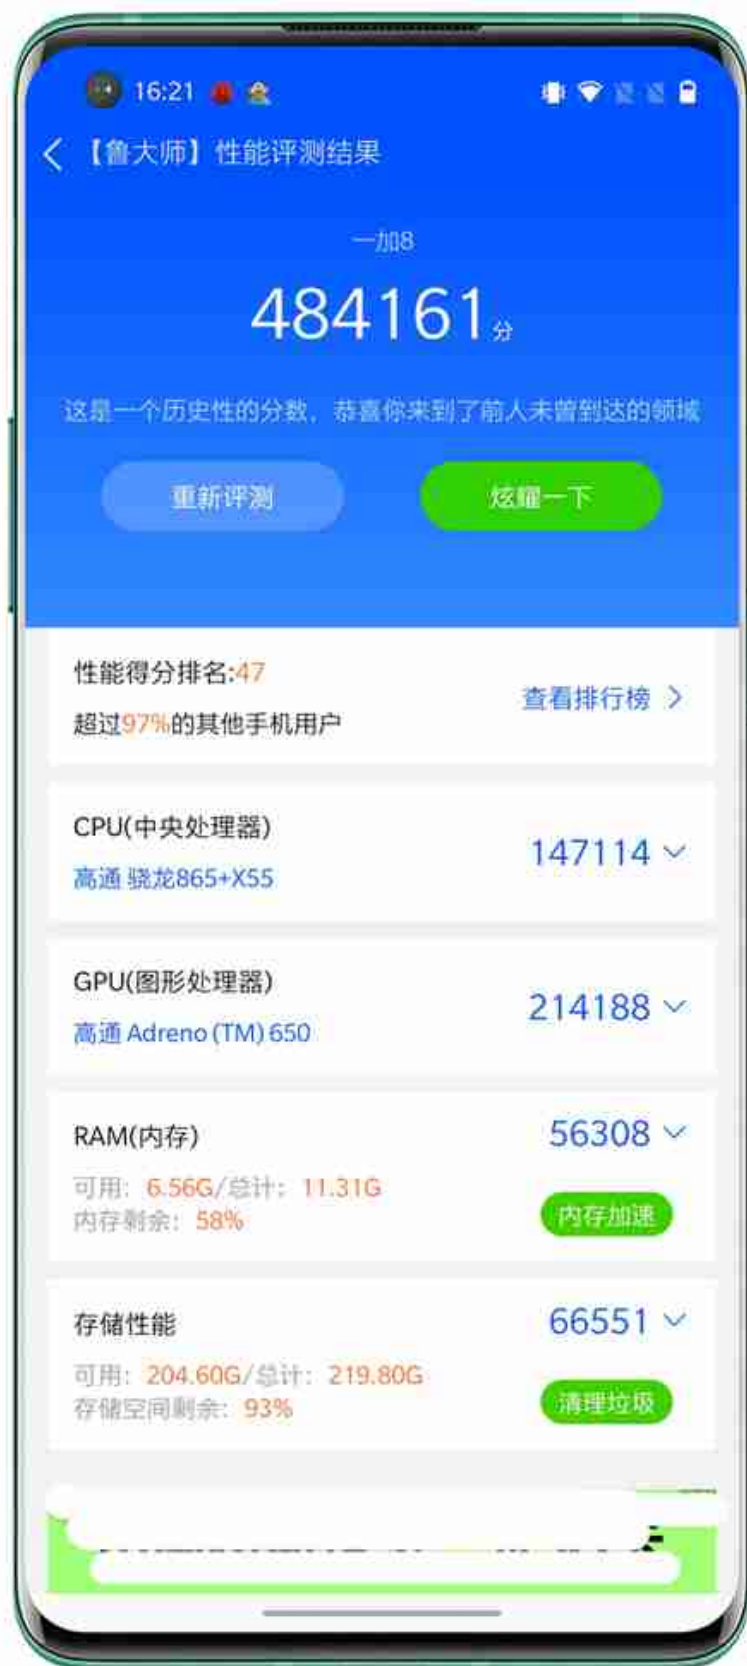 16:21
【鲁大师】性能评测结果
一加8
484161分
这是一个历史性的分数，恭喜你来到了前人未曾到达的领域
重新评测
炫耀一下
性能得分排名:47
超过97%的其他手机用户
查看排行榜
CPU(中央处理器)
高通 骁龙865+X55
147114
GPU(图形处理器)
高通 Adreno (TM) 650
214188
RAM(内存)
可用：6.56G/总计：11.31G
内存剩余：58%
56308
内存加速
存储性能
可用：204.60G/总计：219.80G
存储空间剩余：93%
66551
清理垃圾